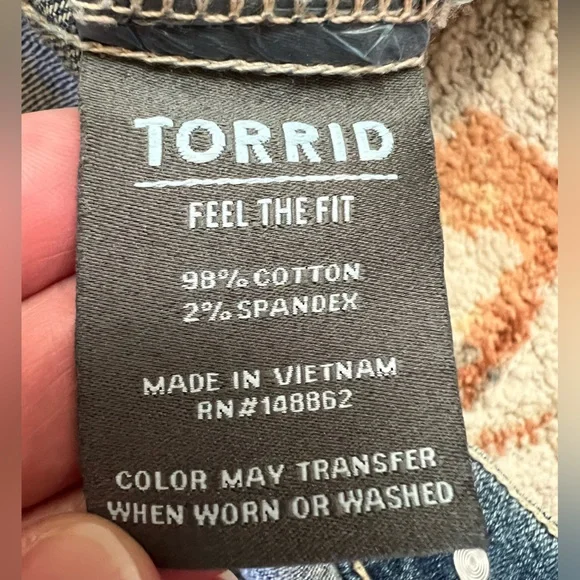 TORRID
FEEL THE FIT
98% COTTON
2% SPANDEX
MADE IN VIETNAM
RN#148862
COLOR MAY TRANSFER
WHEN WORN OR WASHED